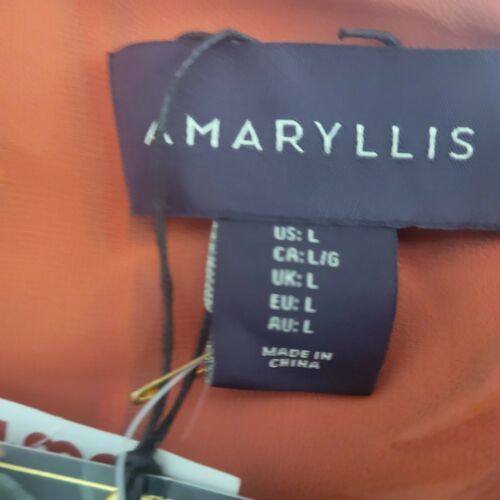 AMARYLLIS
US: L
CA: L/G
UK: L
EU: L
AU: L
MADE IN
CHINA